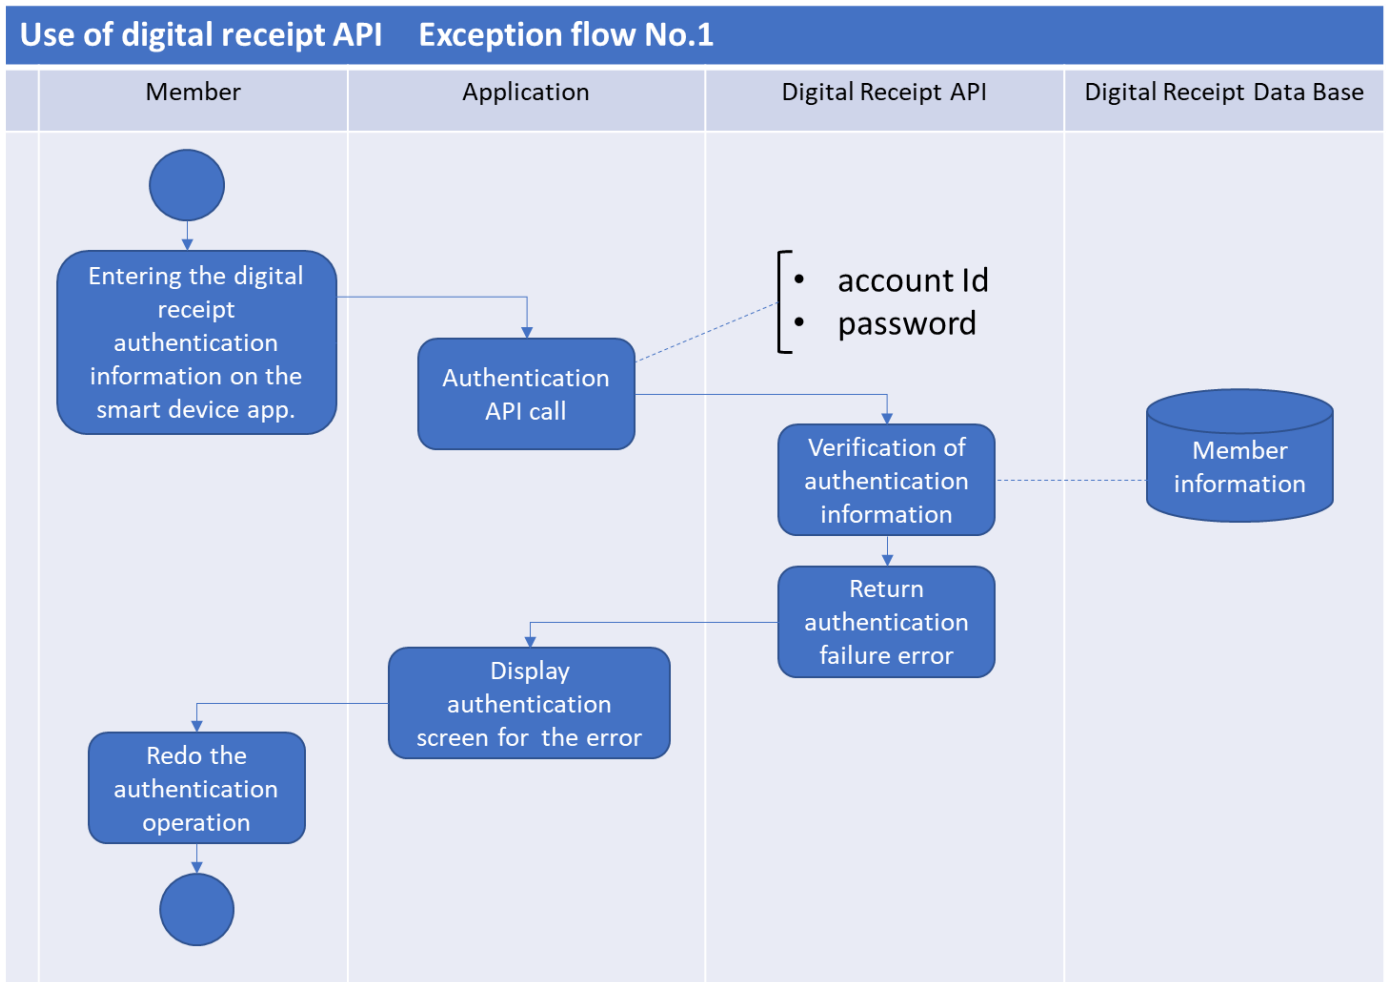 Use of digital receipt API Exception flow No.1
Member
Application
Digital Receipt API
Digital Receipt Data Base
Entering the digital
receipt
authentication
information on the
smart device app.
• account Id
• password
Authentication
API call
Verification of
authentication
information
Member
information
Return
authentication
failure error
Display
authentication
screen for the error
Redo the
authentication
operation